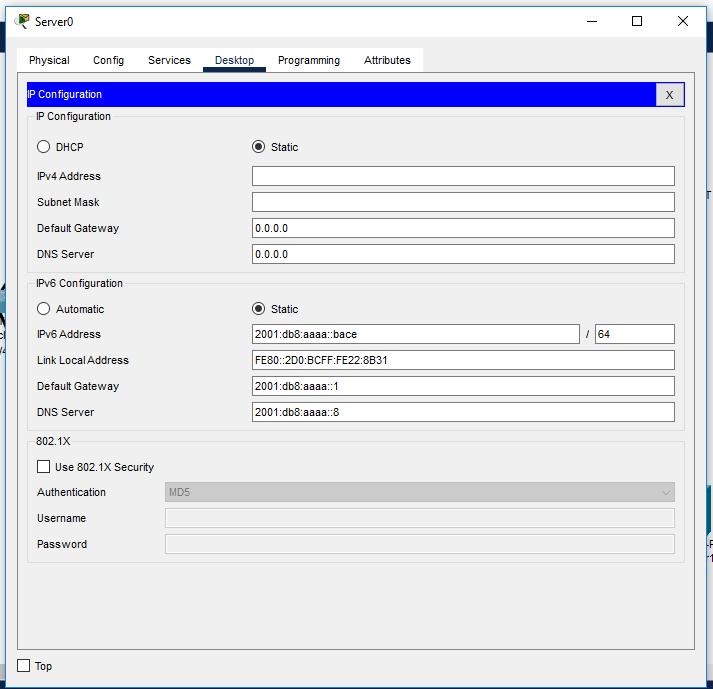 Server0
Physical Config Services Desktop Programming Attributes
IP Configuration X
IP Configuration
DHCP Static
IPv4 Address
Subnet Mask
Default Gateway 0.0.0.0
DNS Server 0.0.0.0
IPv6 Configuration
Automatic Static
IPv6 Address 2001:db8:aaaa::bace / 64
Link Local Address FE80::2D0:BCFF:FE22:8B31
Default Gateway 2001:db8:aaaa::1
DNS Server 2001:db8:aaaa::8
802.1X
Use 802.1X Security
Authentication MD5
Username
Password
Top